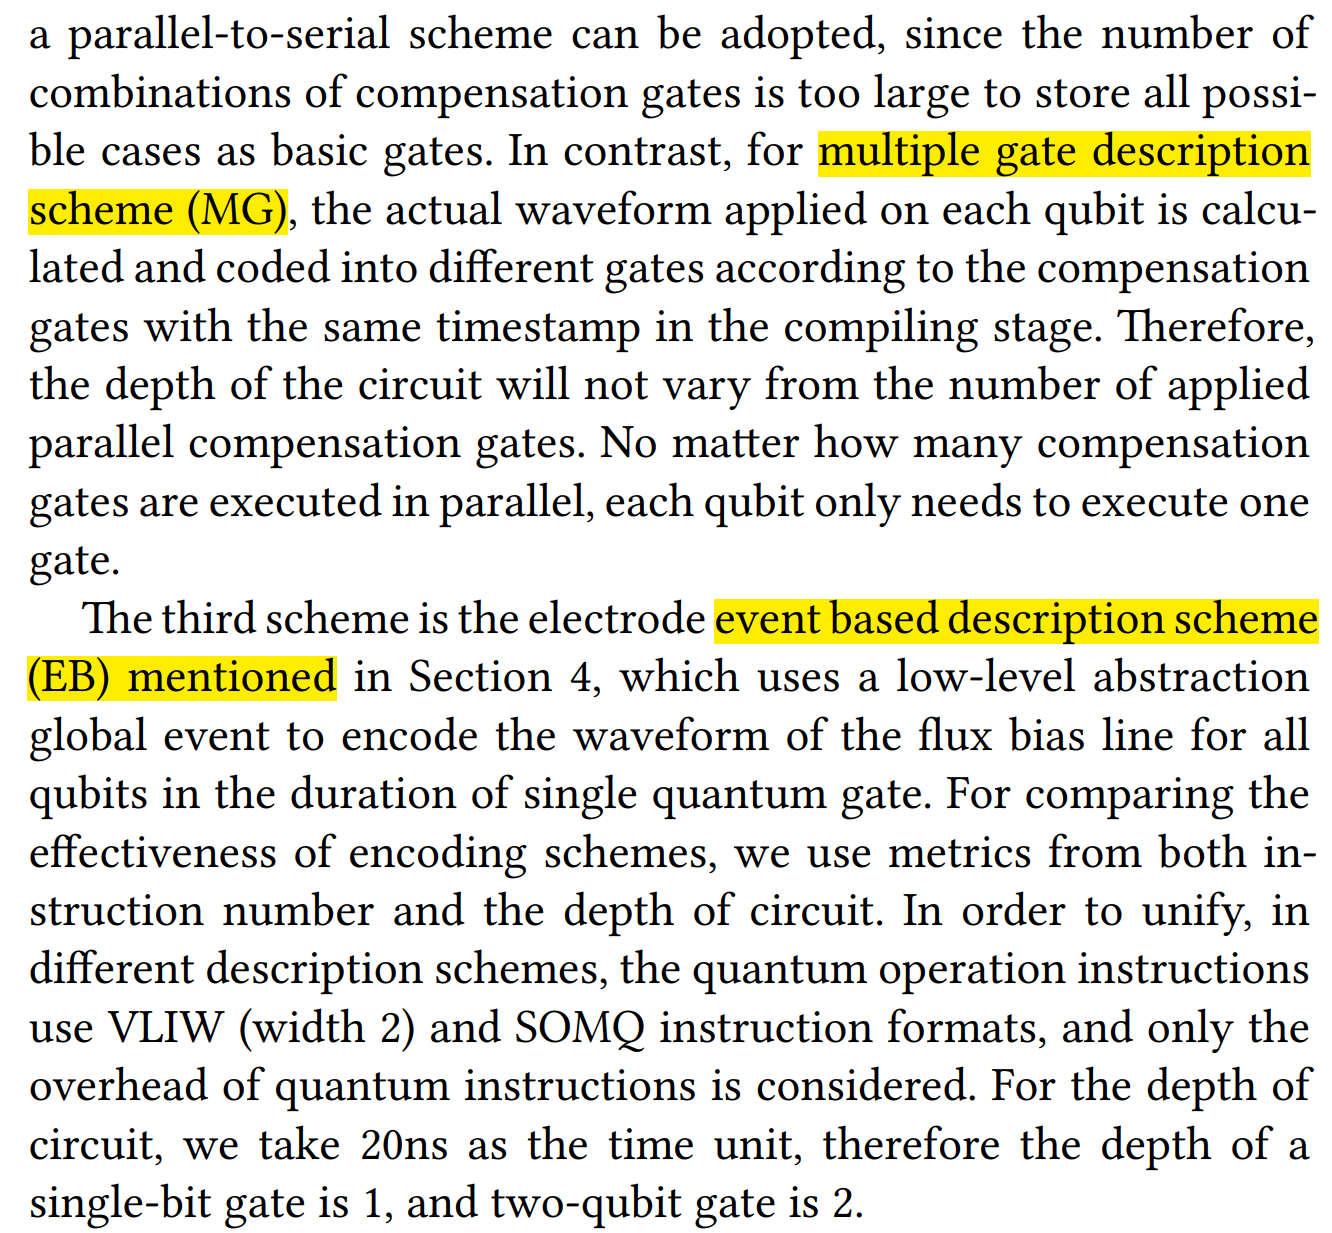 a parallel-to-serial scheme can be adopted, since the number of
combinations of compensation gates is too large to store all possi-
ble cases as basic gates. In contrast, for multiple gate description
scheme (MG), the actual waveform applied on each qubit is calcu-
lated and coded into different gates according to the compensation
gates with the same timestamp in the compiling stage. Therefore,
the depth of the circuit will not vary from the number of applied
parallel compensation gates. No matter how many compensation
gates are executed in parallel, each qubit only needs to execute one
gate.
The third scheme is the electrode event based description scheme
(EB) mentioned in Section 4, which uses a low-level abstraction
global event to encode the waveform of the flux bias line for all
qubits in the duration of single quantum gate. For comparing the
effectiveness of encoding schemes, we use metrics from both in-
struction number and the depth of circuit. In order to unify, in
different description schemes, the quantum operation instructions
use VLIW (width 2) and SOMQ instruction formats, and only the
overhead of quantum instructions is considered. For the depth of
circuit, we take 20ns as the time unit, therefore the depth of a
single-bit gate is 1, and two-qubit gate is 2.